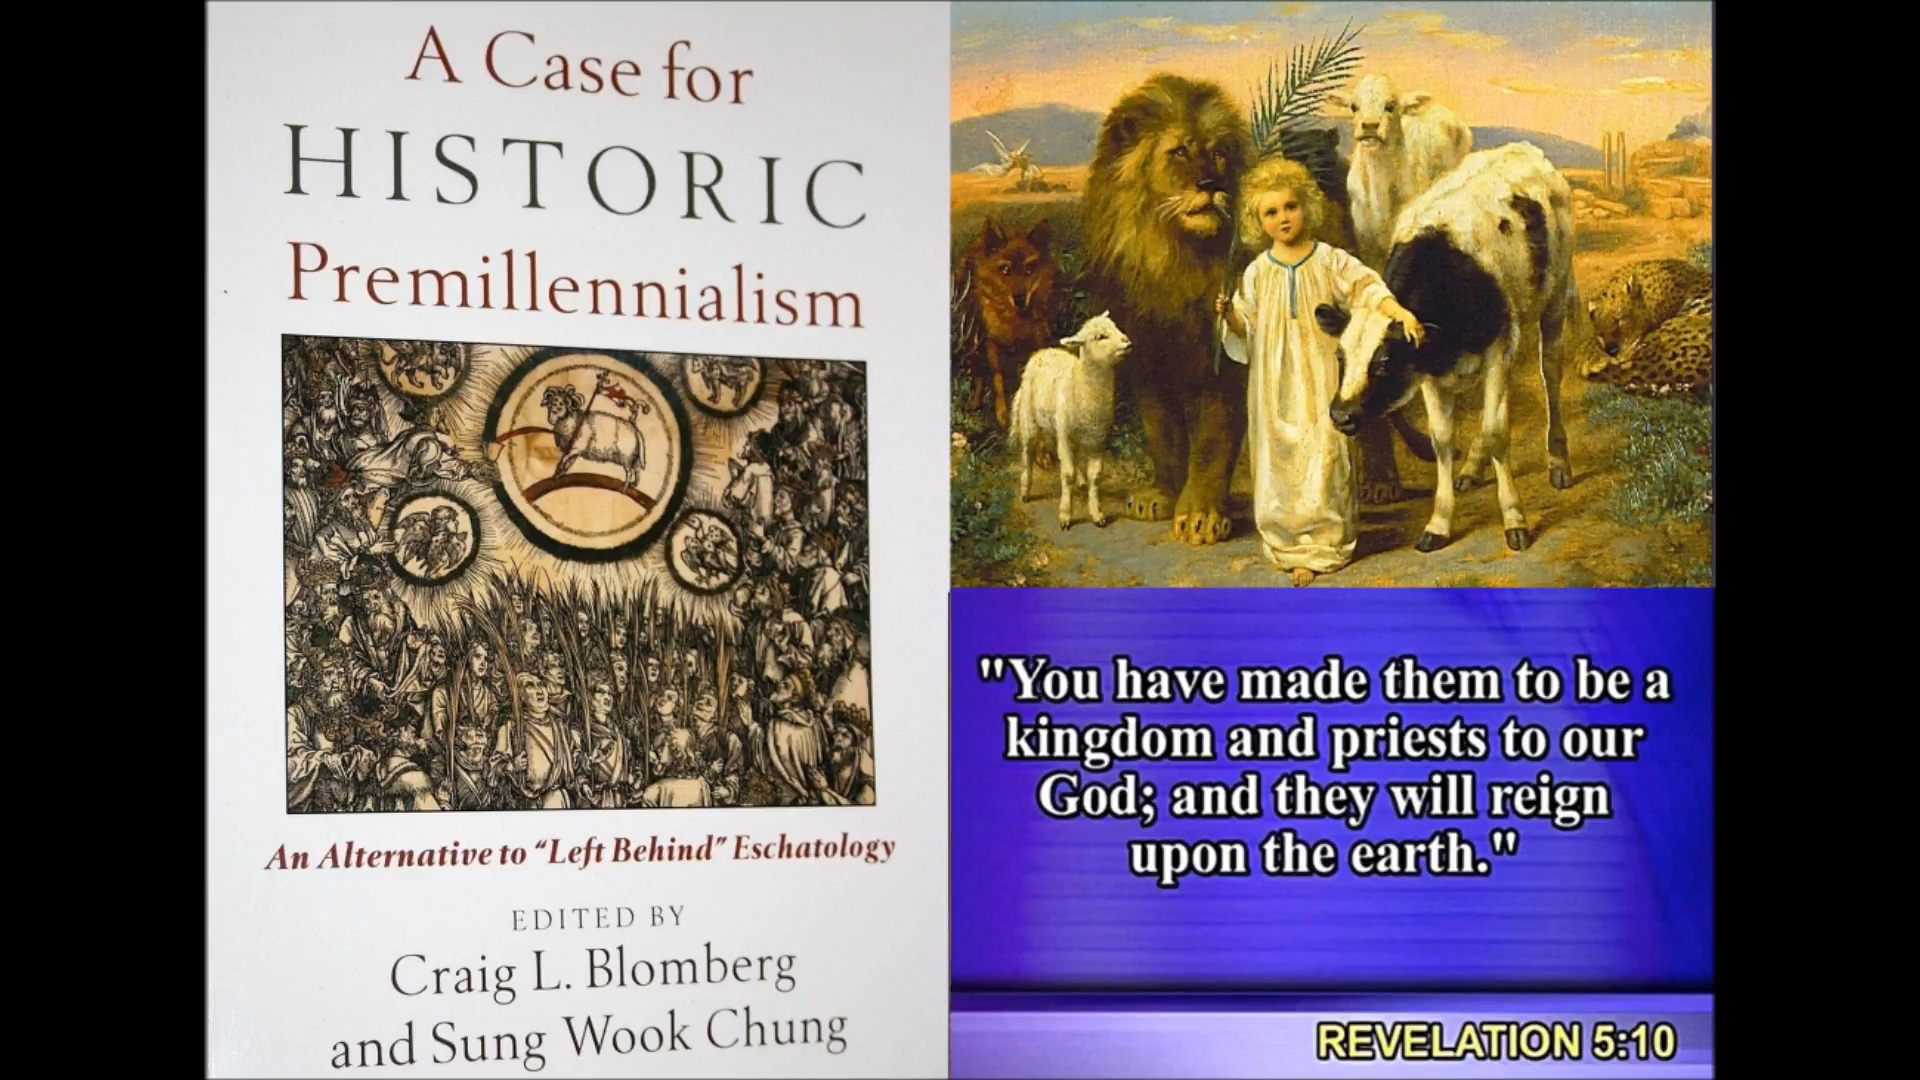 A Case for
HISTORIC
Premillennialism
An Alternative to “Left Behind” Eschatology
EDITED BY
Craig L. Blomberg
and Sung Wook Chung
"You have made them to be a
kingdom and priests to our
God; and they will reign
upon the earth."
REVELATION 5:10